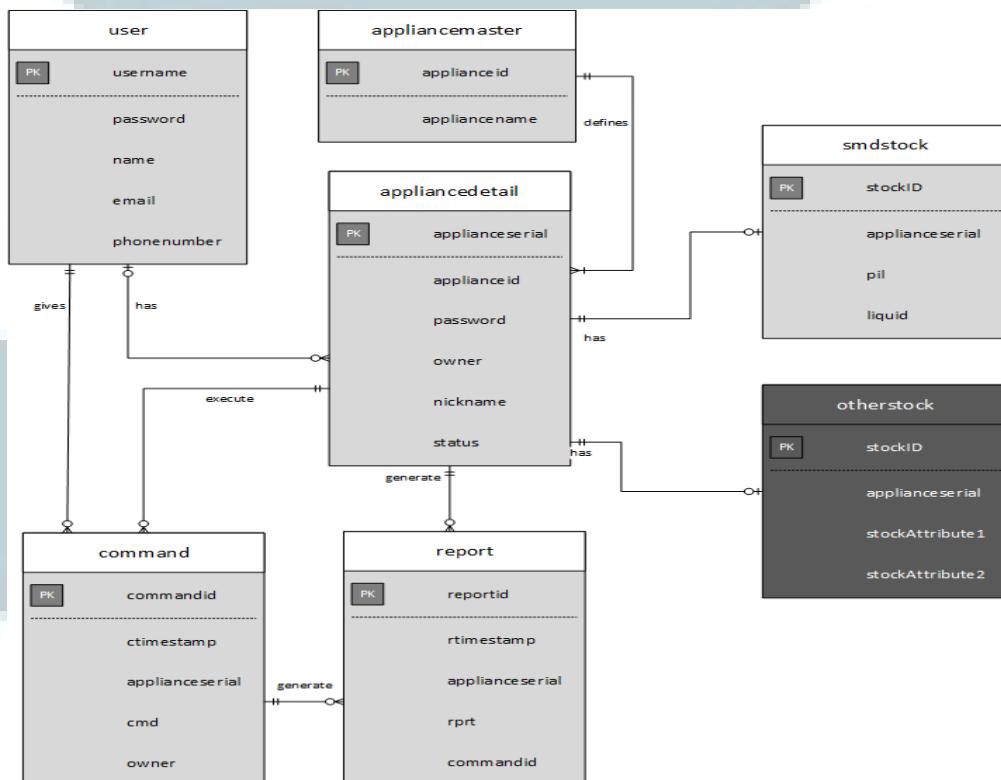 user
PK username
password
name
email
phonenumber
appliancemaster
PK applianceid
appliancename
defines
appliancedetail
PK applianceserial
applianceid
password
owner
nickname
status
smdstock
PK stockID
applianceserial
pil
liquid
has
otherstock
PK stockID
applianceserial
stockAttribute1
stockAttribute2
has
gives
has
execute
generate
command
PK commandid
ctimestamp
applianceserial
cmd
owner
generate
report
PK reportid
rtimestamp
applianceserial
rprt
commandid